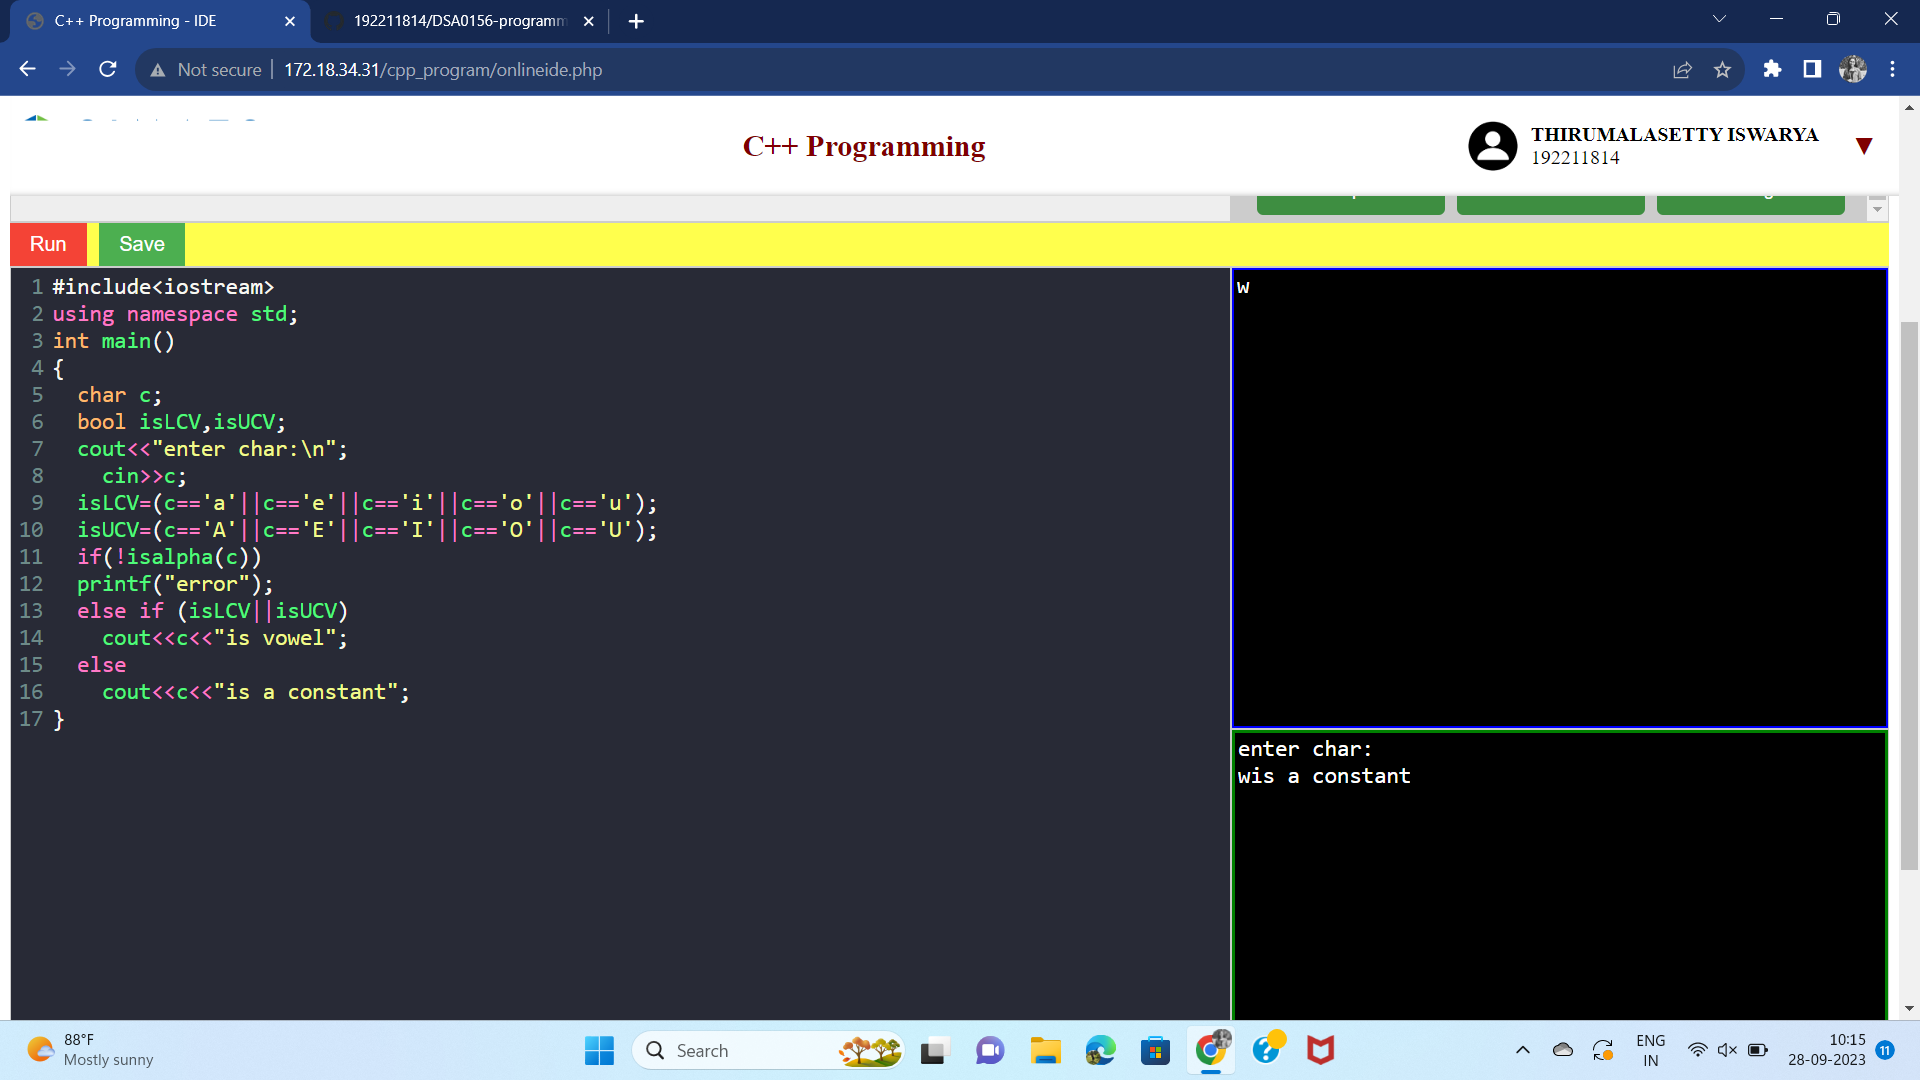 C++ Programming - IDE
192211814/DSA0156-programm
Not secure
172.18.34.31/cpp_program/onlineide.php
C++ Programming
THIRUMALASETTY ISWARYA
192211814
Run
Save
1 #include<iostream>
2 using namespace std;
3 int main()
4 {
5 char c;
6 bool isLCV,isUCV;
7 cout<<"enter char:\n";
8 cin>>c;
9 isLCV=(c=='a'||c=='e'||c=='i'||c=='o'||c=='u');
10 isUCV=(c=='A'||c=='E'||c=='I'||c=='O'||c=='U');
11 if(!isalpha(c))
12 printf("error");
13 else if (isLCV||isUCV)
14 cout<<c<<"is vowel";
15 else
16 cout<<c<<"is a constant";
17 }
w
enter char:
wis a constant
88°F
Mostly sunny
Search
ENG
IN
10:15
28-09-2023
11